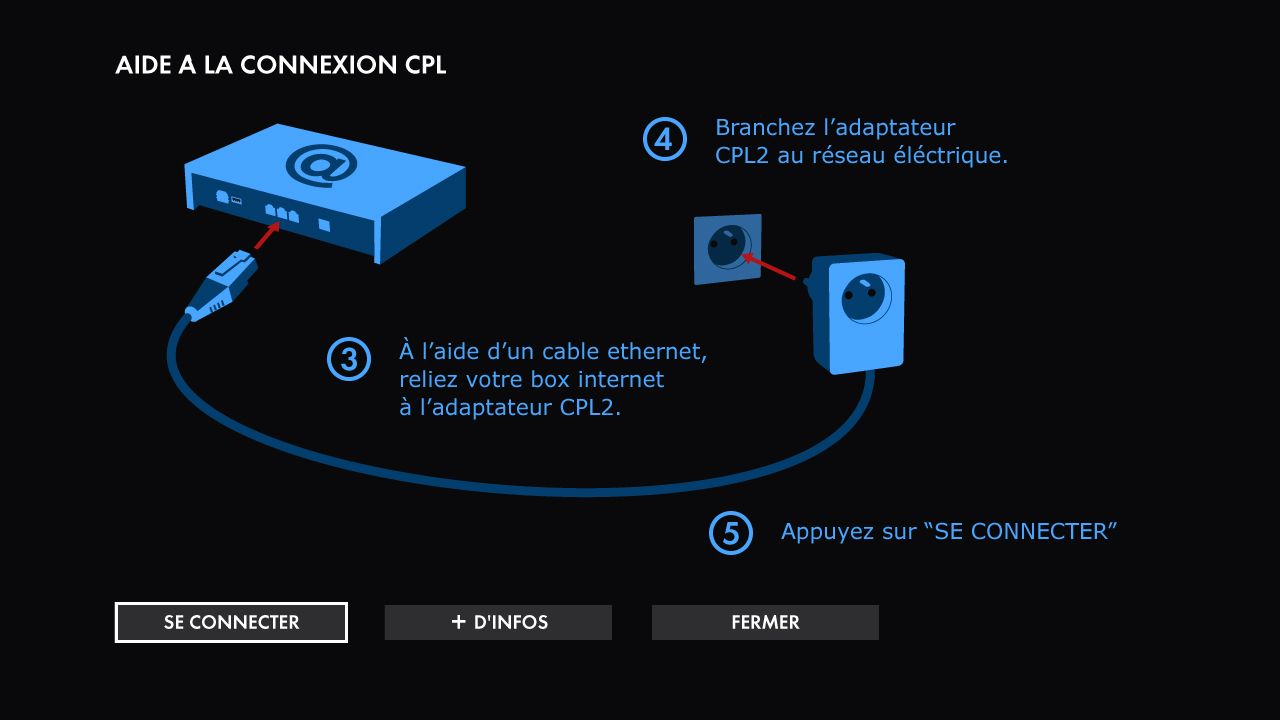 AIDE À LA CONNEXION CPL
@
3
À l’aide d’un cable ethernet,
reliez votre box internet
à l’adaptateur CPL2.
4
Branchez l’adaptateur
CPL2 au réseau éléctrique.
5
Appuyez sur “SE CONNECTER”
SE CONNECTER
+ D'INFOS
FERMER